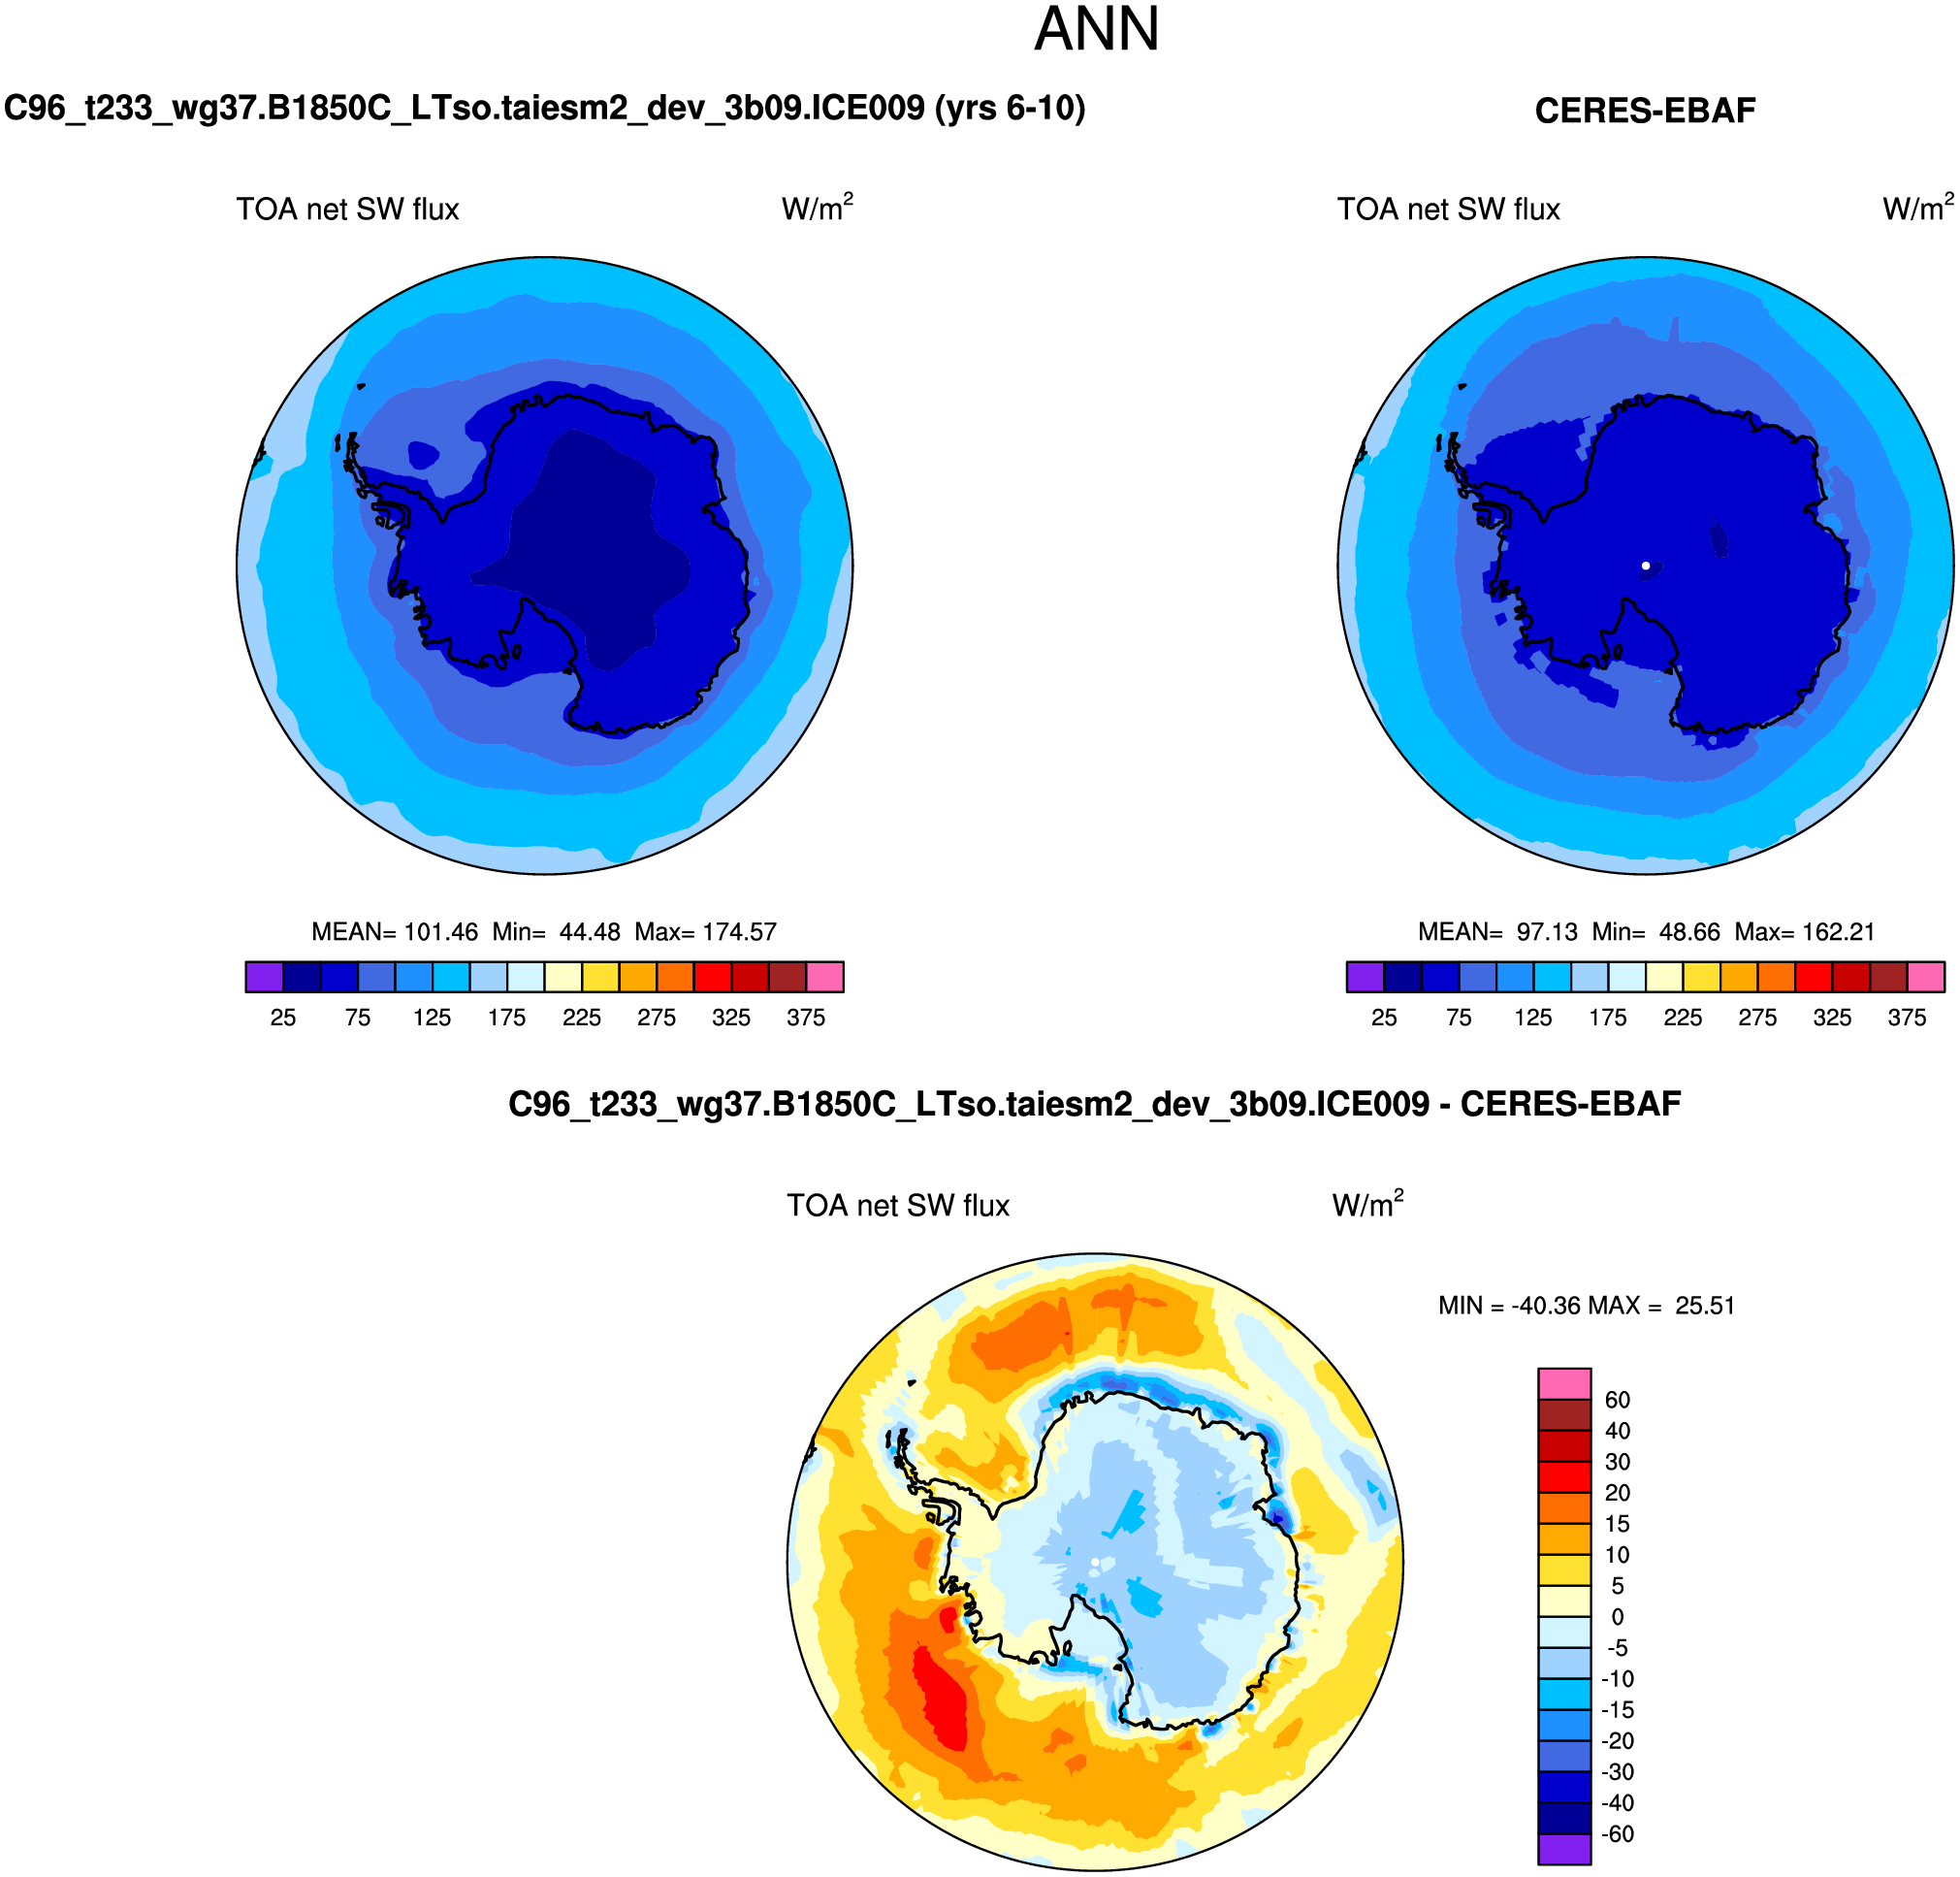 ANN
C96_t233_wg37.B1850C_LTso.taiesm2_dev_3b09.ICE009 (yrs 6-10)
CERES-EBAF
TOA net SW flux W/m²
TOA net SW flux W/m²
MEAN= 101.46 Min= 44.48 Max= 174.57
25 75 125 175 225 275 325 375
MEAN= 97.13 Min= 48.66 Max= 162.21
25 75 125 175 225 275 325 375
C96_t233_wg37.B1850C_LTso.taiesm2_dev_3b09.ICE009 - CERES-EBAF
TOA net SW flux W/m²
MIN = -40.36 MAX = 25.51
60
40
30
20
15
10
5
0
-5
-10
-15
-20
-30
-40
-60